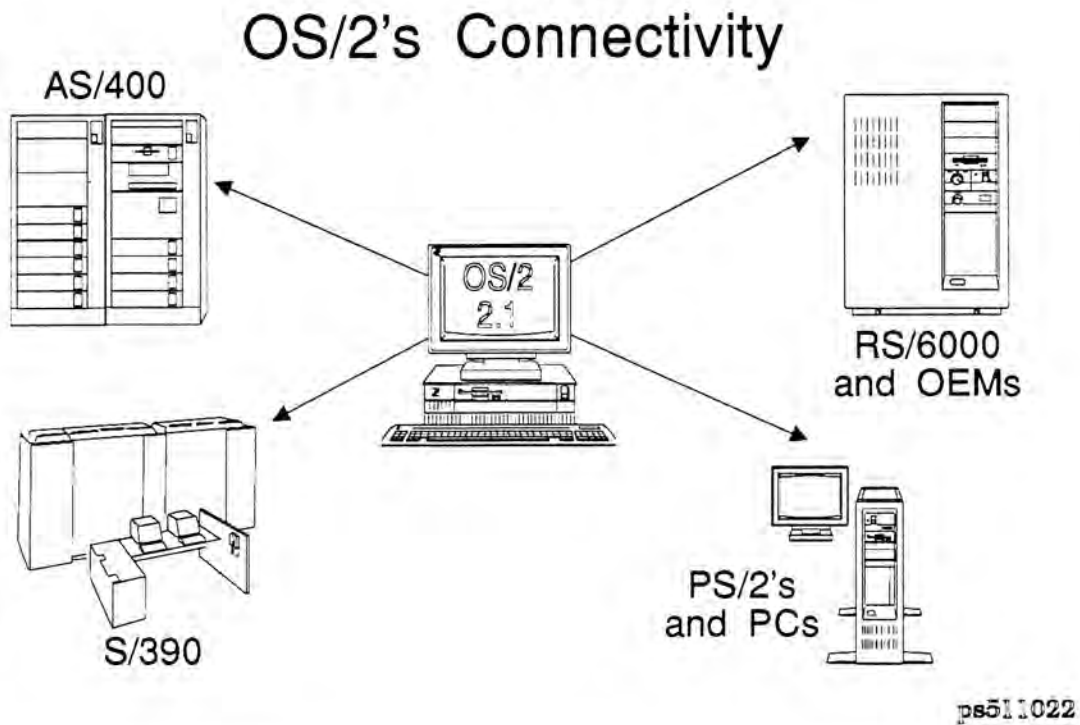 OS/2's Connectivity
AS/400
OS/2
2.1
RS/6000
and OEMs
S/390
PS/2's
and PCs
ps511022